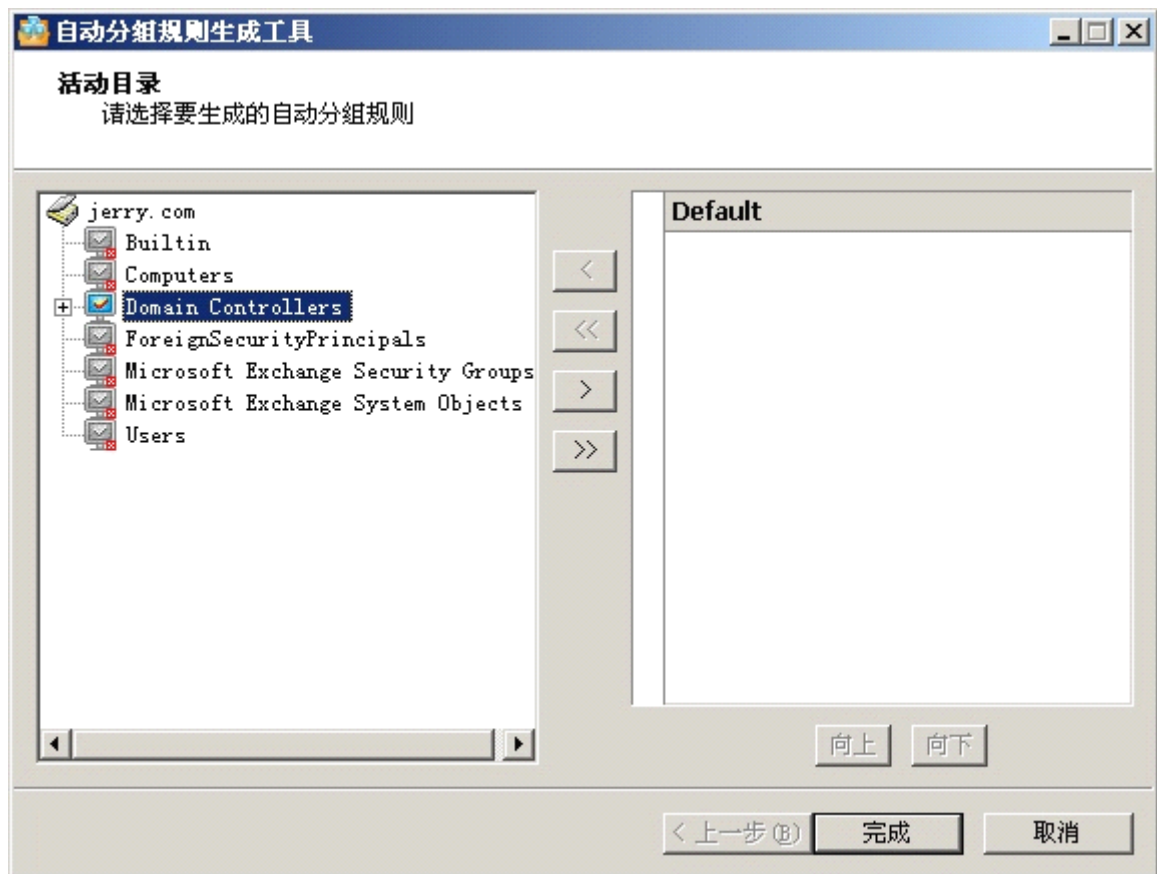 自动分组规则生成工具
活动目录
请选择要生成的自动分组规则
jerry.com
Builtin
Computers
Domain Controllers
ForeignSecurityPrincipals
Microsoft Exchange Security Groups
Microsoft Exchange System Objects
Users
<
<<
>
>>
Default
向上 向下
< 上一步(B) 完成 取消